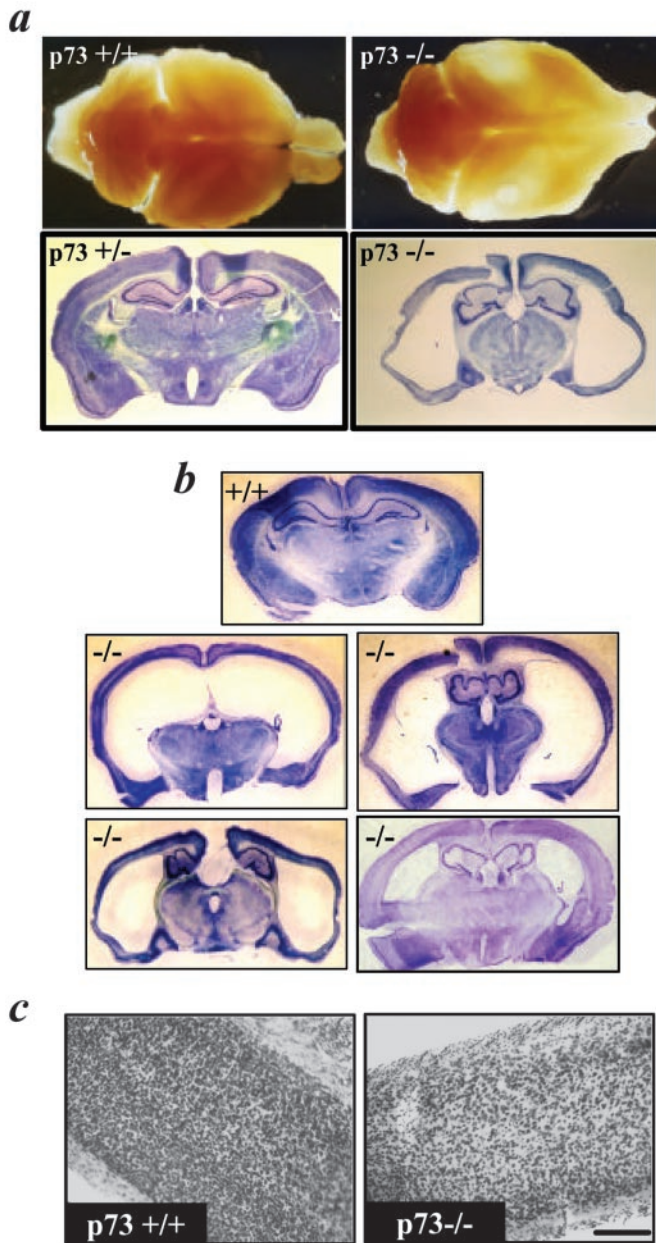 a
p73 +/+
p73 -/-
p73 +/-
p73 -/-
b
+/+
-/-
-/-
-/-
-/-
c
p73 +/+
p73-/-